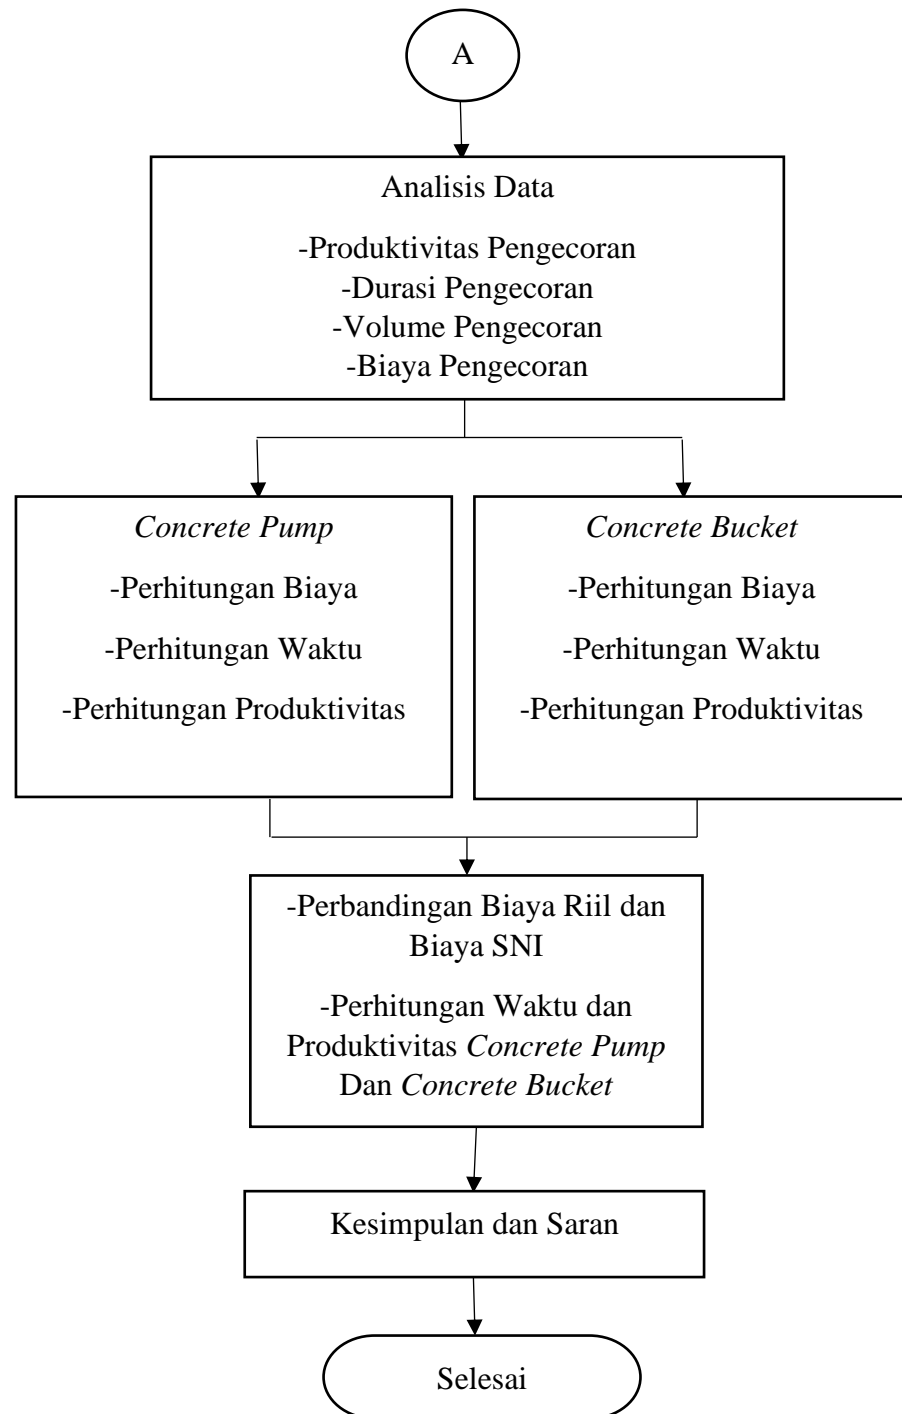 A
Analisis Data
-Produktivitas Pengecoran
-Durasi Pengecoran
-Volume Pengecoran
-Biaya Pengecoran
Concrete Pump
-Perhitungan Biaya
-Perhitungan Waktu
-Perhitungan Produktivitas
Concrete Bucket
-Perhitungan Biaya
-Perhitungan Waktu
-Perhitungan Produktivitas
-Perbandingan Biaya Riil dan
Biaya SNI
-Perhitungan Waktu dan
Produktivitas Concrete Pump
Dan Concrete Bucket
Kesimpulan dan Saran
Selesai